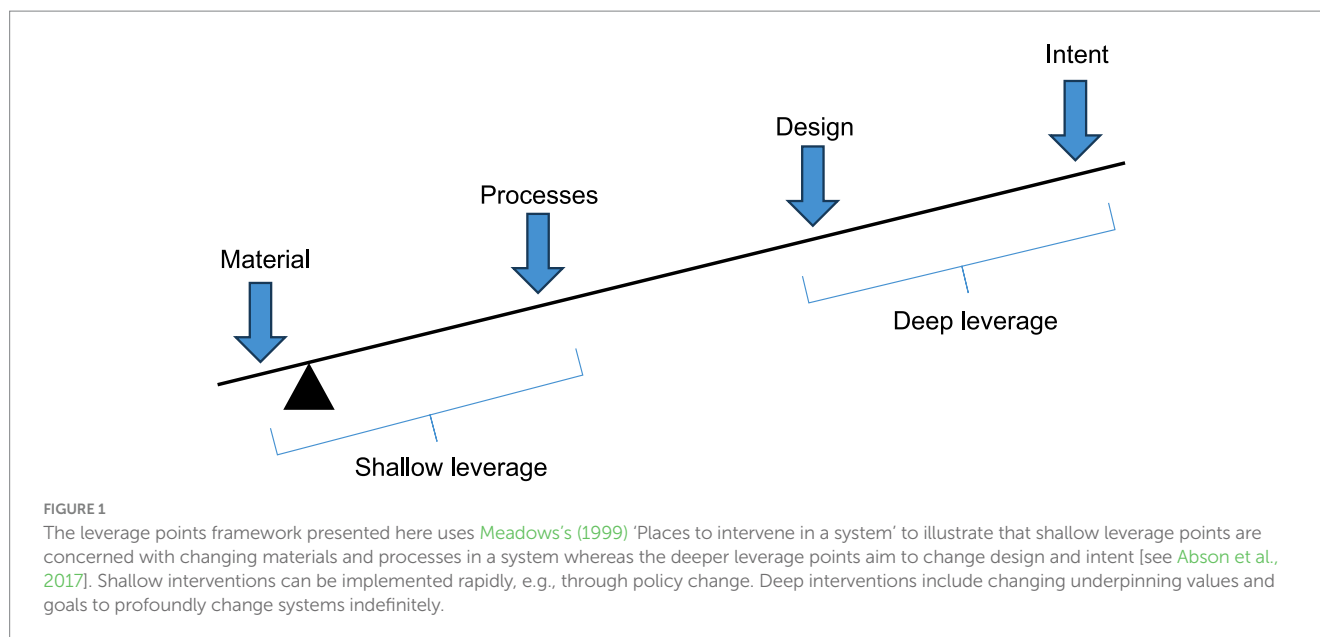 Intent
Design
Processes
Material
Deep leverage
Shallow leverage
FIGURE 1
The leverage points framework presented here uses Meadows's (1999) ‘Places to intervene in a system’ to illustrate that shallow leverage points are
concerned with changing materials and processes in a system whereas the deeper leverage points aim to change design and intent [see Abson et al.,
2017]. Shallow interventions can be implemented rapidly, e.g., through policy change. Deep interventions include changing underpinning values and
goals to profoundly change systems indefinitely.